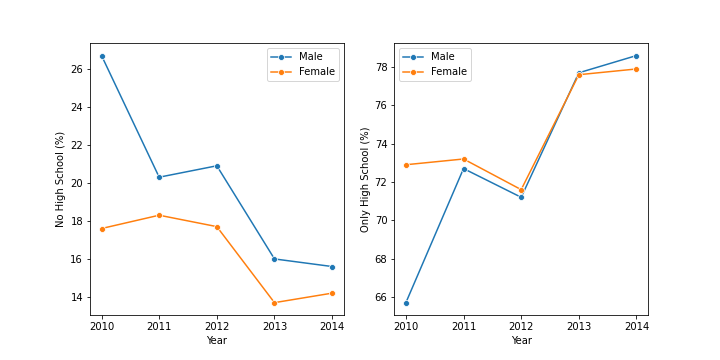 Male
Female
26
24
22
20
18
16
14
No High School (%)
2010 2011 2012 2013 2014
Year
Male
Female
78
76
74
72
70
68
66
Only High School (%)
2010 2011 2012 2013 2014
Year